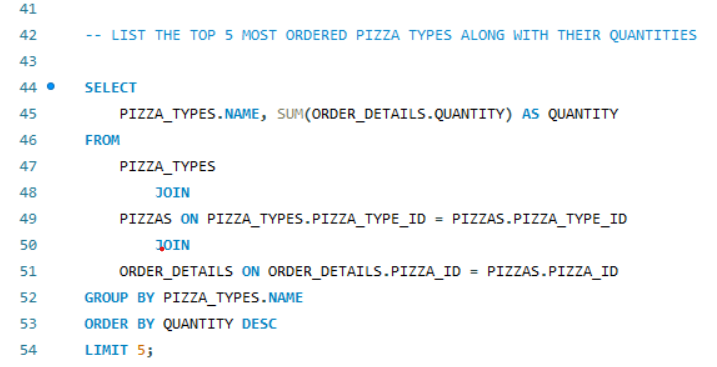 41
42 -- LIST THE TOP 5 MOST ORDERED PIZZA TYPES ALONG WITH THEIR QUANTITIES
43
44 SELECT
45 PIZZA_TYPES.NAME, SUM(ORDER_DETAILS.QUANTITY) AS QUANTITY
46 FROM
47 PIZZA_TYPES
48 JOIN
49 PIZZAS ON PIZZA_TYPES.PIZZA_TYPE_ID = PIZZAS.PIZZA_TYPE_ID
50 JOIN
51 ORDER_DETAILS ON ORDER_DETAILS.PIZZA_ID = PIZZAS.PIZZA_ID
52 GROUP BY PIZZA_TYPES.NAME
53 ORDER BY QUANTITY DESC
54 LIMIT 5;